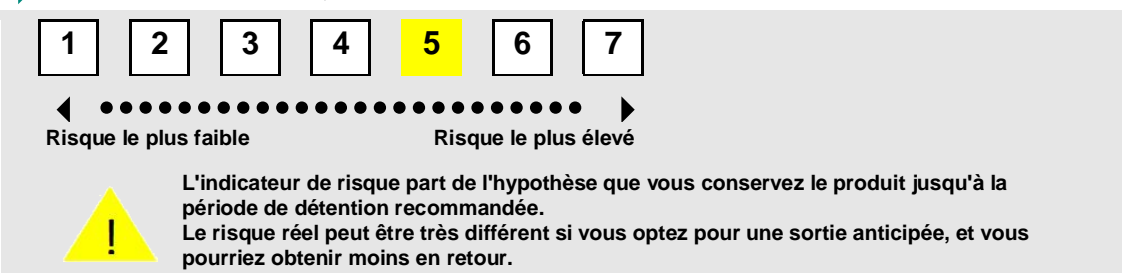 1 2 3 4 5 6 7
Risque le plus faible Risque le plus élevé
L'indicateur de risque part de l'hypothèse que vous conservez le produit jusqu'à la
période de détention recommandée.
!
Le risque réel peut être très différent si vous optez pour une sortie anticipée, et vous
pourriez obtenir moins en retour.